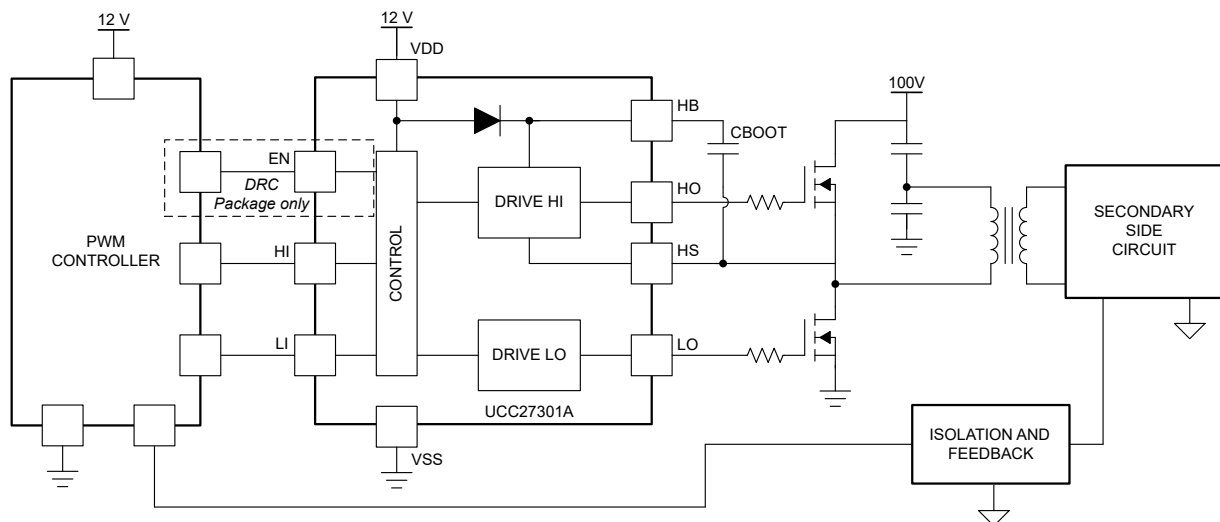 12 V
12 V
VDD
100V
HB
CBOOT
EN
DRC
Package only
HO
DRIVE HI
PWM
CONTROLLER
HI
CONTROL
HS
SECONDARY
SIDE
CIRCUIT
LI
DRIVE LO
LO
UCC27301A
VSS
ISOLATION AND
FEEDBACK